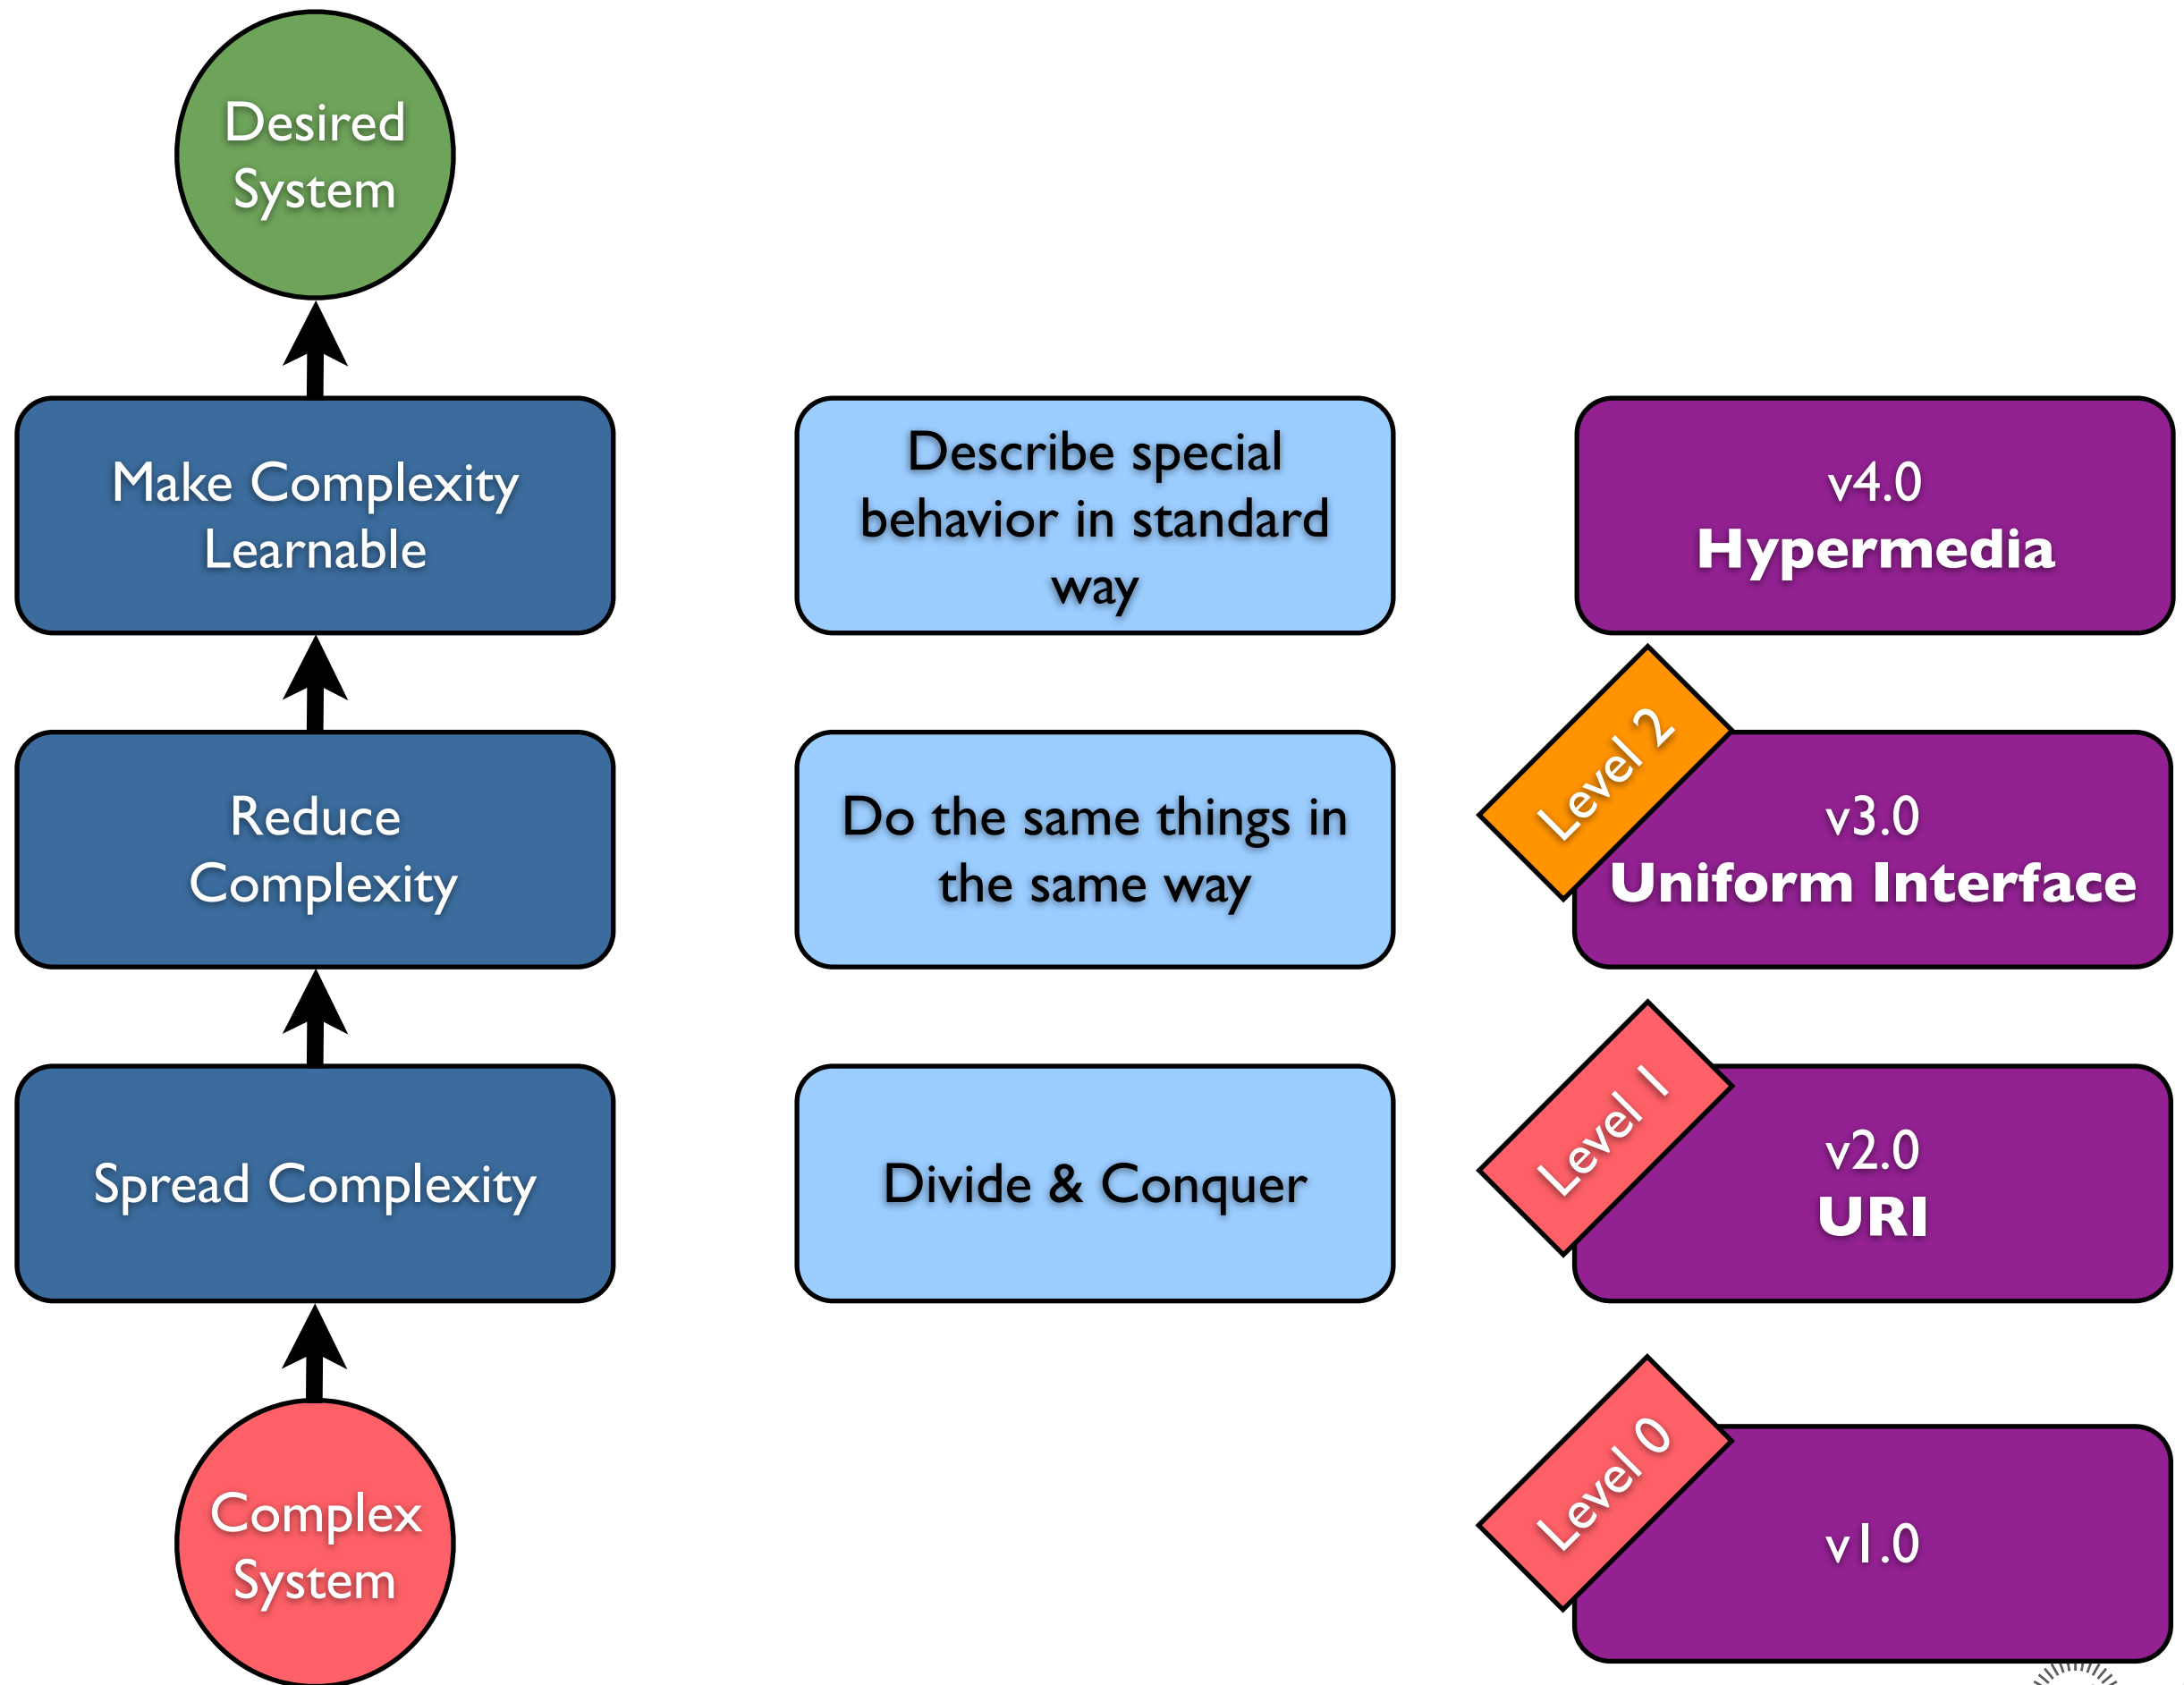 Desired
System
Make Complexity
Learnable
Describe special
behavior in standard
way
v4.0
Hypermedia
Reduce
Complexity
Do the same things in
the same way
Level 2
v3.0
Uniform Interface
Spread Complexity
Divide & Conquer
Level 1
v2.0
URI
Complex
System
Level 0
v1.0